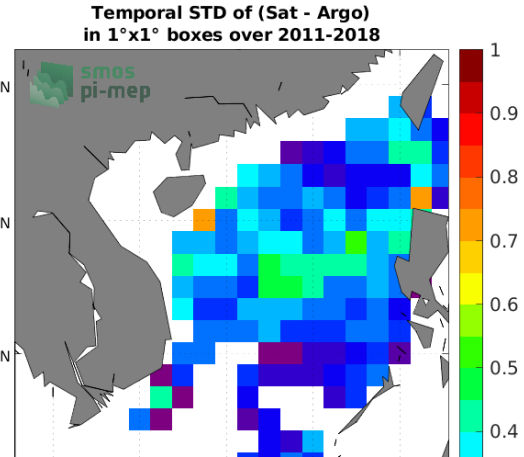 Temporal STD of (Sat - Argo)
in 1°x1° boxes over 2011-2018
smos
pi-mep
N
N
N
1
0.9
0.8
0.7
0.6
0.5
0.4